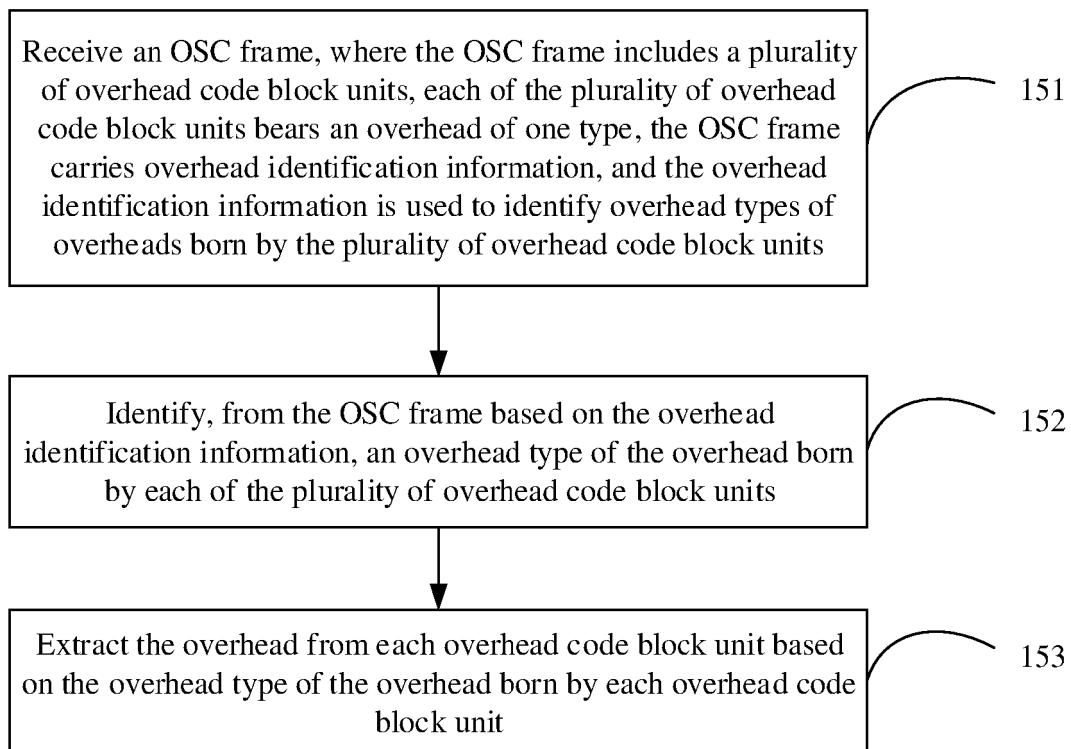 Receive an OSC frame, where the OSC frame includes a plurality
of overhead code block units, each of the plurality of overhead
code block units bears an overhead of one type, the OSC frame
carries overhead identification information, and the overhead
identification information is used to identify overhead types of
overheads born by the plurality of overhead code block units
151
Identify, from the OSC frame based on the overhead
identification information, an overhead type of the overhead born
by each of the plurality of overhead code block units
152
Extract the overhead from each overhead code block unit based
on the overhead type of the overhead born by each overhead code
block unit
153